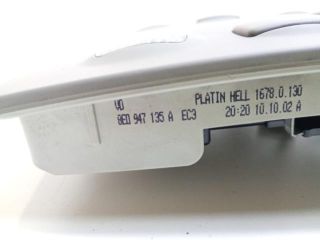 VO PLATIN HELL 1678.0.130
8E0 947 135 A EC3 20:20 10.10.02 A